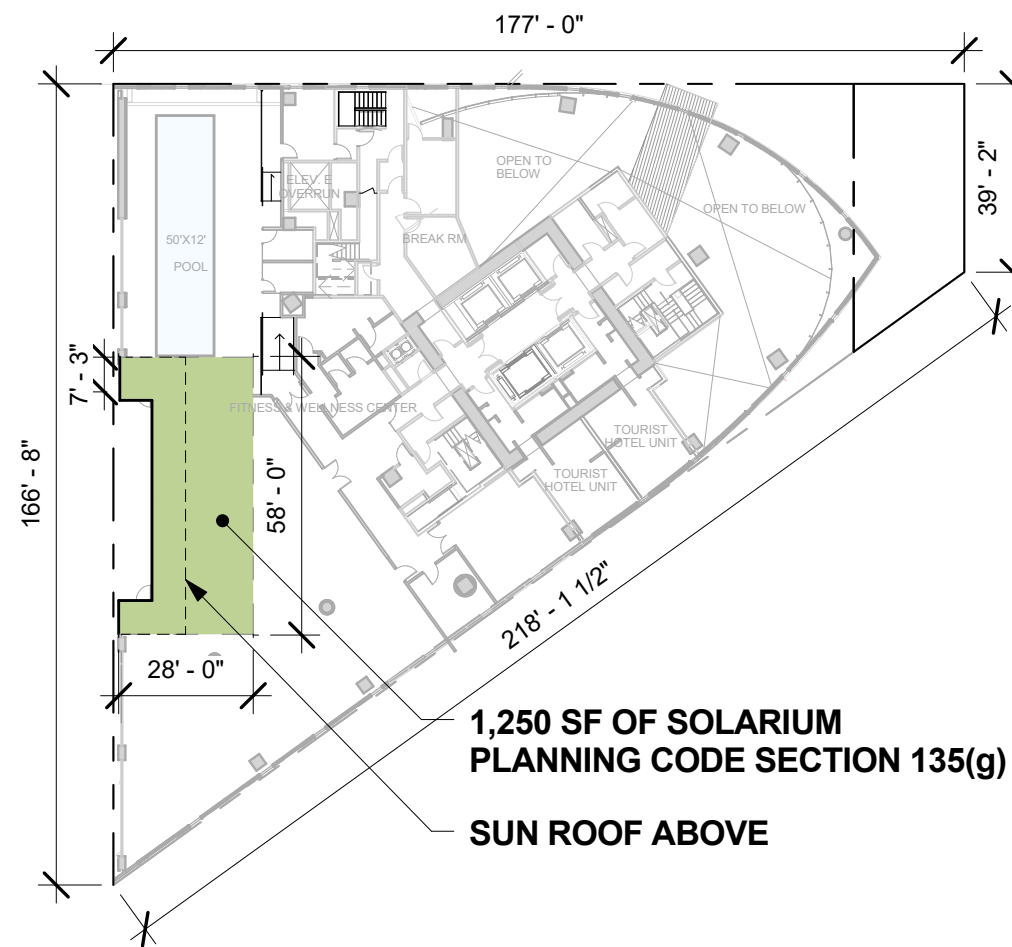 177' - 0"
39' - 2"
OPEN TO
BELOW
ELEV. E
OVERRUN
OPEN TO BELOW
50'X12'
POOL
BREAK RM
7' - 3"
FITNESS & WELLNESS CENTER
166' - 8"
58' - 0"
TOURIST
HOTEL UNIT
TOURIST
HOTEL UNIT
218' - 1 1/2"
28' - 0"
1,250 SF OF SOLARIUM
PLANNING CODE SECTION 135(g)
SUN ROOF ABOVE